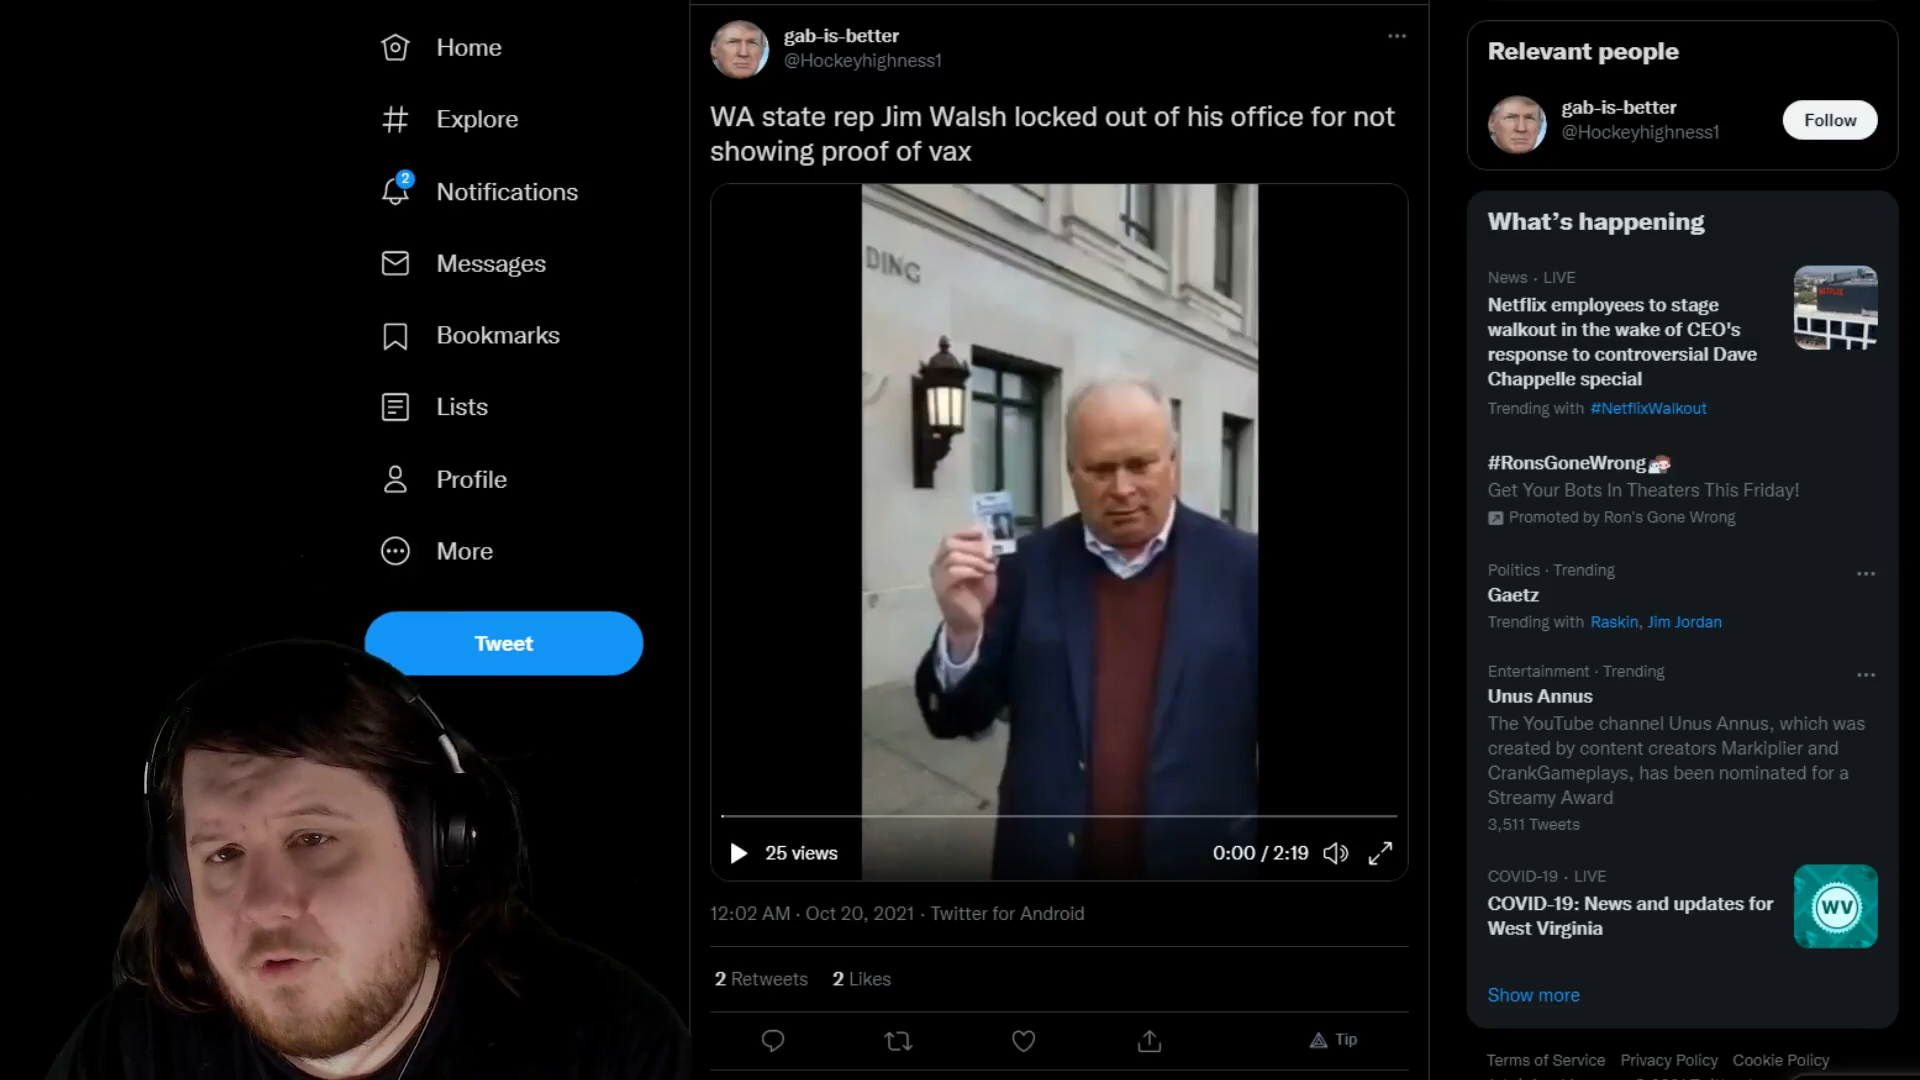 Home
Explore
2
Notifications
Messages
Bookmarks
Lists
Profile
More
Tweet
gab-is-better
@Hockeyhighness1
WA state rep Jim Walsh locked out of his office for not
showing proof of vax
DING
25 views
0:00 / 2:19
12:02 AM · Oct 20, 2021 · Twitter for Android
2 Retweets 2 Likes
Tip
Relevant people
gab-is-better
@Hockeyhighness1
Follow
What's happening
News · LIVE
Netflix employees to stage
walkout in the wake of CEO's
response to controversial Dave
Chappelle special
NETFLIX
Trending with #NetflixWalkout
#RonsGoneWrong
Get Your Bots In Theaters This Friday!
Promoted by Ron's Gone Wrong
Politics · Trending
Gaetz
Trending with Raskin, Jim Jordan
Entertainment · Trending
Unus Annus
The YouTube channel Unus Annus, which was
created by content creators Markiplier and
CrankGameplays, has been nominated for a
Streamy Award
3,511 Tweets
COVID-19 · LIVE
COVID-19: News and updates for
West Virginia
WV
Show more
Terms of Service Privacy Policy Cookie Policy